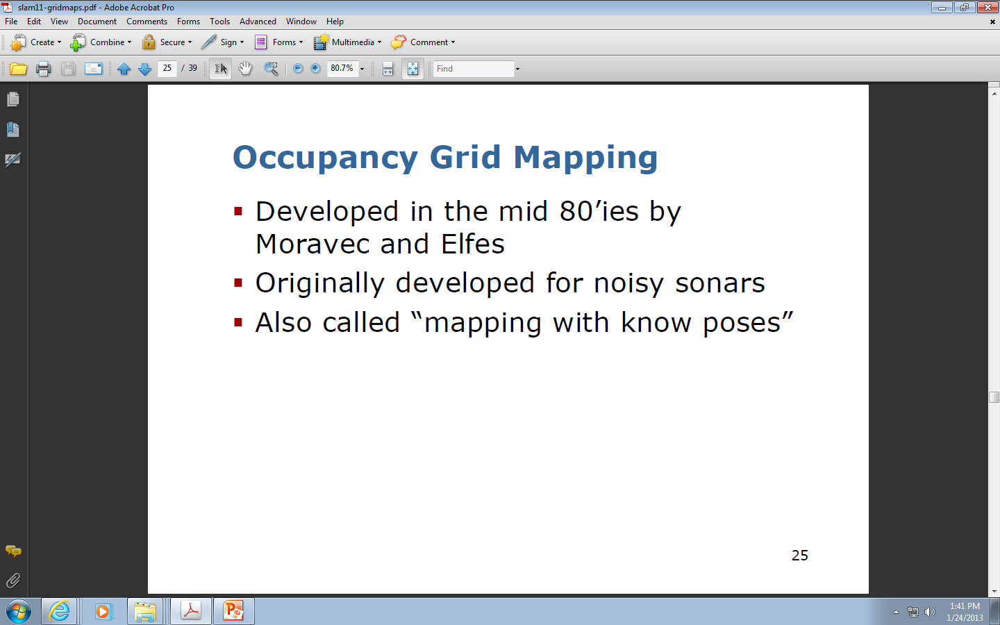 slam11-gridmaps.pdf - Adobe Acrobat Pro
File Edit View Document Comments Forms Tools Advanced Window Help
Create Combine Secure Sign Forms Multimedia Comment
25 / 39 80.7% Find
Occupancy Grid Mapping
Developed in the mid 80’ies by
Moravec and Elfes
Originally developed for noisy sonars
Also called “mapping with know poses”
25
1:41 PM
1/24/2013